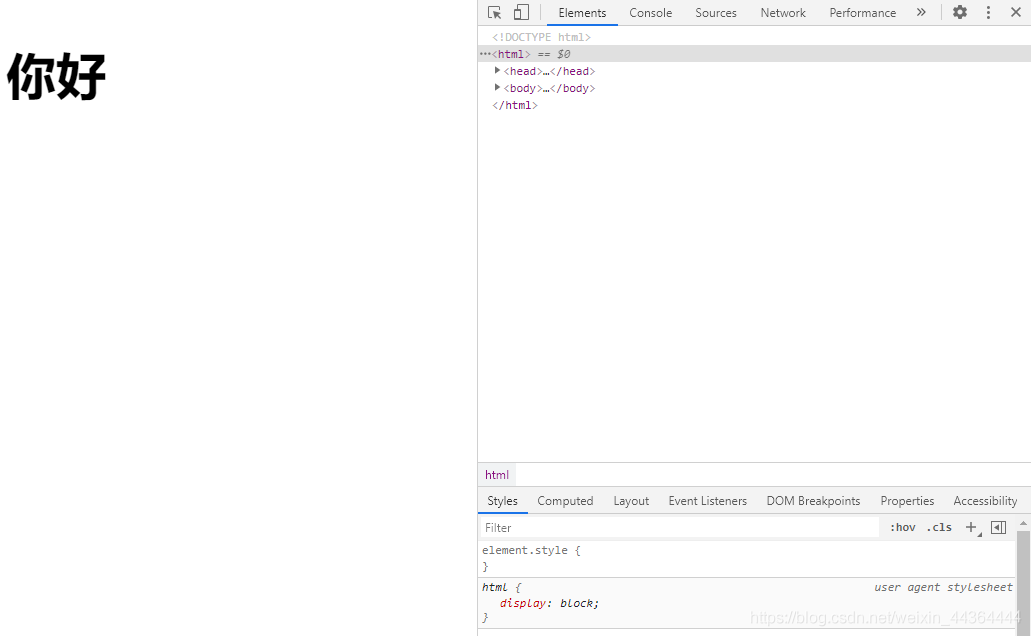 你好
Elements Console Sources Network Performance »
<!DOCTYPE html>
…<html> == $0
<head>…</head>
<body>…</body>
</html>
html
Styles Computed Layout Event Listeners DOM Breakpoints Properties Accessibility
Filter :hov .cls +
element.style {
}
html { user agent stylesheet
display: block;
}
https://blog.csdn.net/weixin_44364444